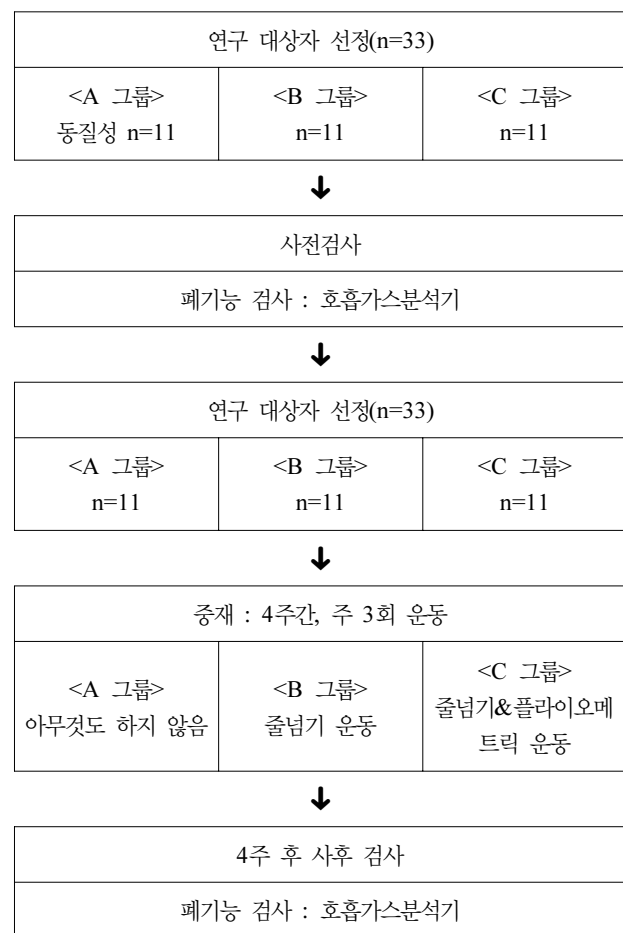 연구 대상자 선정(n=33)
<A 그룹> <B 그룹> <C 그룹>
동질성 n=11 n=11 n=11
사전검사
폐기능 검사 : 호흡가스분석기
연구 대상자 선정(n=33)
<A 그룹> <B 그룹> <C 그룹>
n=11 n=11 n=11
중재 : 4주간, 주 3회 운동
<A 그룹>
아무것도 하지 않음
<B 그룹>
줄넘기 운동
<C 그룹>
줄넘기&플라이오메
트릭 운동
4주 후 사후 검사
폐기능 검사 : 호흡가스분석기